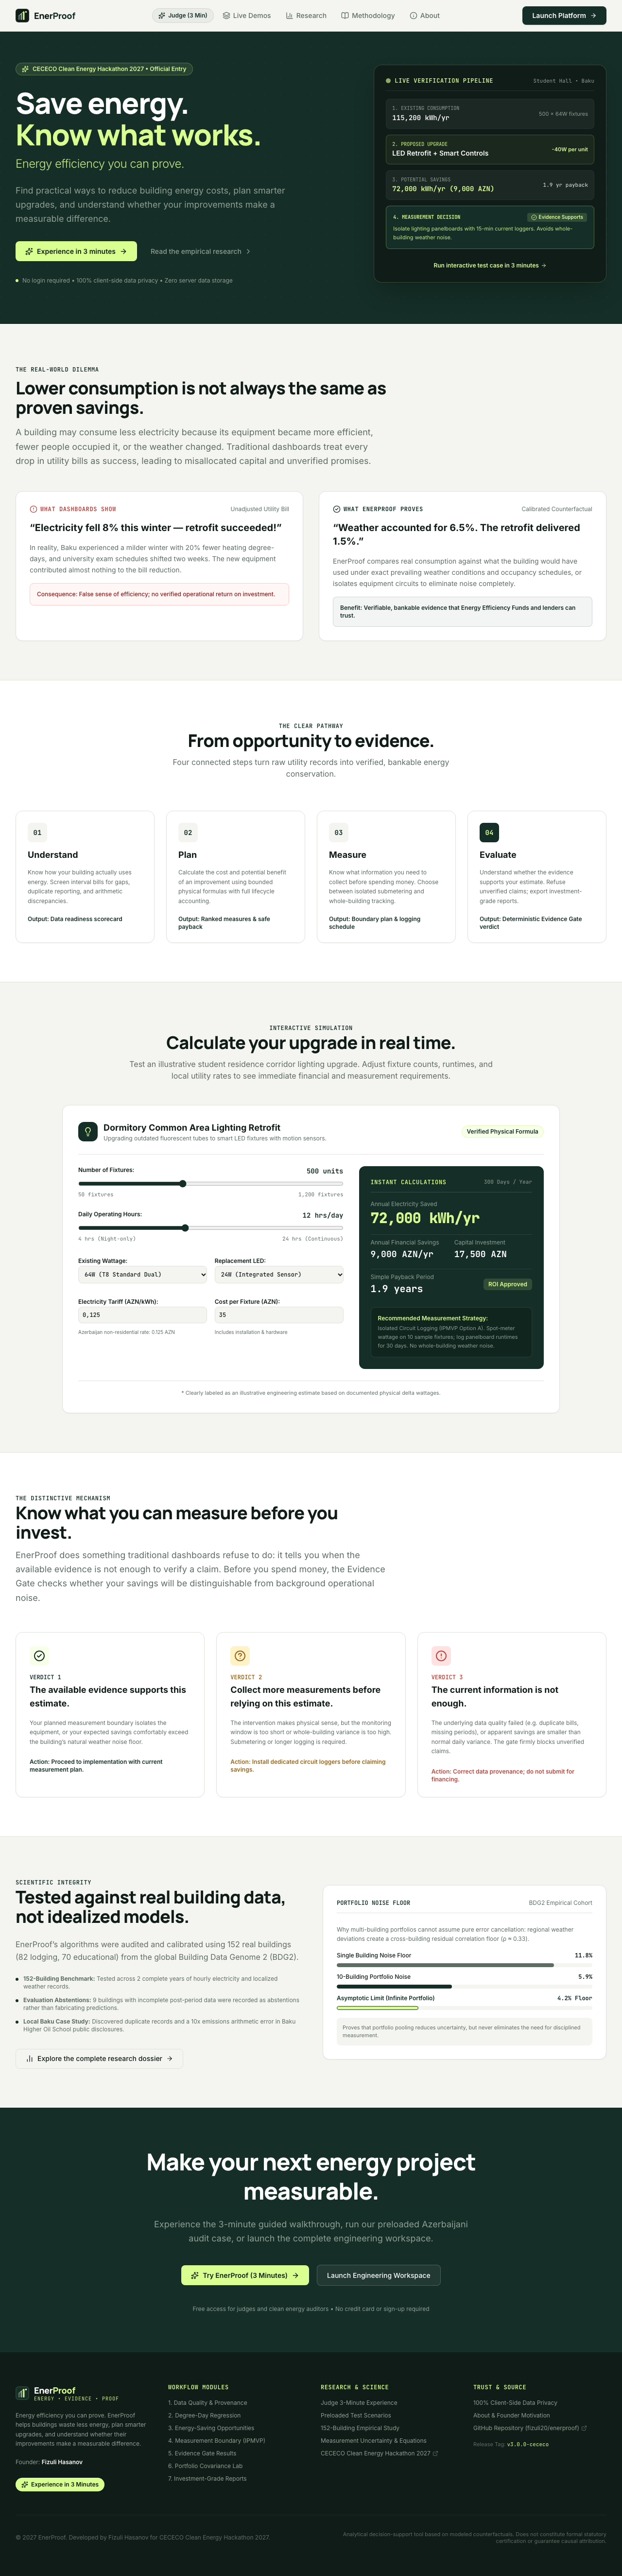 EnerProof
Judge (3 Min)
Live Demos
Research
Methodology
About
Launch Platform →
CECECO Clean Energy Hackathon 2027 • Official Entry
Save energy.
Know what works.
Energy efficiency you can prove.
Find practical ways to reduce building energy costs, plan smarter
upgrades, and understand whether your improvements make a
measurable difference.
Experience in 3 minutes →
Read the empirical research
No login required • 100% client-side data privacy • Zero server data storage
LIVE VERIFICATION PIPELINE
Student Hall • Baku
1. EXISTING CONSUMPTION
115,200 kWh/yr
500 × 64W fixtures
2. PROPOSED UPGRADE
LED Retrofit + Smart Controls
-40W per unit
3. POTENTIAL SAVINGS
72,000 kWh/yr (9,000 AZN)
1.9 yr payback
4. MEASUREMENT DECISION
Evidence Supports
Isolate lighting panelboards with 15-min current loggers. Avoids whole-
building weather noise.
Run interactive test case in 3 minutes →
THE REAL-WORLD DILEMMA
Lower consumption is not always the same as
proven savings.
A building may consume less electricity because its equipment became more efficient,
fewer people occupied it, or the weather changed. Traditional dashboards treat every
drop in utility bills as success, leading to misallocated capital and unverified promises.
WHAT DASHBOARDS SHOW
Unadjusted Utility Bill
“Electricity fell 8% this winter — retrofit succeeded!”
In reality, Baku experienced a milder winter with 20% fewer heating degree-
days, and university exam schedules shifted two weeks. The new equipment
contributed almost nothing to the bill reduction.
Consequence: False sense of efficiency; no verified operational return on investment.
WHAT ENERPROOF PROVES
Calibrated Counterfactual
“Weather accounted for 6.5%. The retrofit delivered
1.5%.”
EnerProof compares real consumption against what the building would have
used under exact prevailing weather conditions and occupancy schedules, or
isolates equipment circuits to eliminate noise completely.
Benefit: Verifiable, bankable evidence that Energy Efficiency Funds and lenders can
trust.
THE CLEAR PATHWAY
From opportunity to evidence.
Four connected steps turn raw utility records into verified, bankable energy
conservation.
01
Understand
Know how your building actually uses
energy. Screen interval bills for gaps,
duplicate reporting, and arithmetic
discrepancies.
Output: Data readiness scorecard
02
Plan
Calculate the cost and potential benefit
of an improvement using bounded
physical formulas with full lifecycle
accounting.
Output: Ranked measures & safe
payback
03
Measure
Know what information you need to
collect before spending money. Choose
between isolated submetering and
whole-building tracking.
Output: Boundary plan & logging
schedule
04
Evaluate
Understand whether the evidence
supports your estimate. Refuse
unverified claims; export investment-
grade reports.
Output: Deterministic Evidence Gate
verdict
INTERACTIVE SIMULATION
Calculate your upgrade in real time.
Test an illustrative student residence corridor lighting upgrade. Adjust fixture counts, runtimes, and
local utility rates to see immediate financial and measurement requirements.
Dormitory Common Area Lighting Retrofit
Upgrading outdated fluorescent tubes to smart LED fixtures with motion sensors.
Verified Physical Formula
Number of Fixtures:
500 units
50 fixtures
1,200 fixtures
Daily Operating Hours:
12 hrs/day
4 hrs (Night-only)
24 hrs (Continuous)
Existing Wattage:
64W (T8 Standard Dual)
Replacement LED:
24W (Integrated Sensor)
Electricity Tariff (AZN/kWh):
0,125
Azerbaijan non-residential rate: 0.125 AZN
Cost per Fixture (AZN):
35
Includes installation & hardware
INSTANT CALCULATIONS
300 Days / Year
Annual Electricity Saved
72,000 kWh/yr
Annual Financial Savings
9,000 AZN/yr
Capital Investment
17,500 AZN
Simple Payback Period
1.9 years
ROI Approved
Recommended Measurement Strategy:
Isolated Circuit Logging (IPMVP Option A). Spot-meter
wattage on 10 sample fixtures; log panelboard runtimes
for 30 days. No whole-building weather noise.
* Clearly labeled as an illustrative engineering estimate based on documented physical delta wattages.
THE DISTINCTIVE MECHANISM
Know what you can measure before you
invest.
EnerProof does something traditional dashboards refuse to do: it tells you when the
available evidence is not enough to verify a claim. Before you spend money, the Evidence
Gate checks whether your savings will be distinguishable from background operational
noise.
VERDICT 1
The available evidence supports this
estimate.
Your planned measurement boundary isolates the
equipment, or your expected savings comfortably exceed
the building's natural weather noise floor.
Action: Proceed to implementation with current
measurement plan.
VERDICT 2
Collect more measurements before
relying on this estimate.
The intervention makes physical sense, but the monitoring
window is too short or whole-building variance is too high.
Submetering or longer logging is required.
Action: Install dedicated circuit loggers before claiming
savings.
VERDICT 3
The current information is not
enough.
The underlying data quality failed (e.g. duplicate bills,
missing periods), or apparent savings are smaller than
normal daily variance. The gate firmly blocks unverified
claims.
Action: Correct data provenance; do not submit for
financing.
SCIENTIFIC INTEGRITY
Tested against real building data,
not idealized models.
EnerProof's algorithms were audited and calibrated using 152 real buildings
(82 lodging, 70 educational) from the global Building Data Genome 2 (BDG2).
152-Building Benchmark: Tested across 2 complete years of hourly electricity and localized
weather records.
Evaluation Abstentions: 9 buildings with incomplete post-period data were recorded as abstentions
rather than fabricating predictions.
Local Baku Case Study: Discovered duplicate records and a 10x emissions arithmetic error in Baku
Higher Oil School public disclosures.
Explore the complete research dossier →
PORTFOLIO NOISE FLOOR
BDG2 Empirical Cohort
Why multi-building portfolios cannot assume pure error cancellation: regional weather
deviations create a cross-building residual correlation floor (ρ ≈ 0.33).
Single Building Noise Floor
11.8%
10-Building Portfolio Noise
5.9%
Asymptotic Limit (Infinite Portfolio)
4.2% Floor
Proves that portfolio pooling reduces uncertainty, but never eliminates the need for disciplined
measurement.
Make your next energy project
measurable.
Experience the 3-minute guided walkthrough, run our preloaded Azerbaijani
audit case, or launch the complete engineering workspace.
Try EnerProof (3 Minutes) →
Launch Engineering Workspace
Free access for judges and clean energy auditors • No credit card or sign-up required
EnerProof
ENERGY • EVIDENCE • PROOF
Energy efficiency you can prove. EnerProof
helps buildings waste less energy, plan smarter
upgrades, and understand whether their
improvements make a measurable difference.
Founder: Fizuli Hasanov
Experience in 3 Minutes
WORKFLOW MODULES
1. Data Quality & Provenance
2. Degree-Day Regression
3. Energy-Saving Opportunities
4. Measurement Boundary (IPMVP)
5. Evidence Gate Results
6. Portfolio Covariance Lab
7. Investment-Grade Reports
RESEARCH & SCIENCE
Judge 3-Minute Experience
Preloaded Test Scenarios
152-Building Empirical Study
Measurement Uncertainty & Equations
CECECO Clean Energy Hackathon 2027
TRUST & SOURCE
100% Client-Side Data Privacy
About & Founder Motivation
GitHub Repository (fizuli20/enerproof)
Release Tag: v3.0.0-cececo
© 2027 EnerProof. Developed by Fizuli Hasanov for CECECO Clean Energy Hackathon 2027.
Analytical decision-support tool based on modeled counterfactuals. Does not constitute formal statutory
certification or guarantee causal attribution.